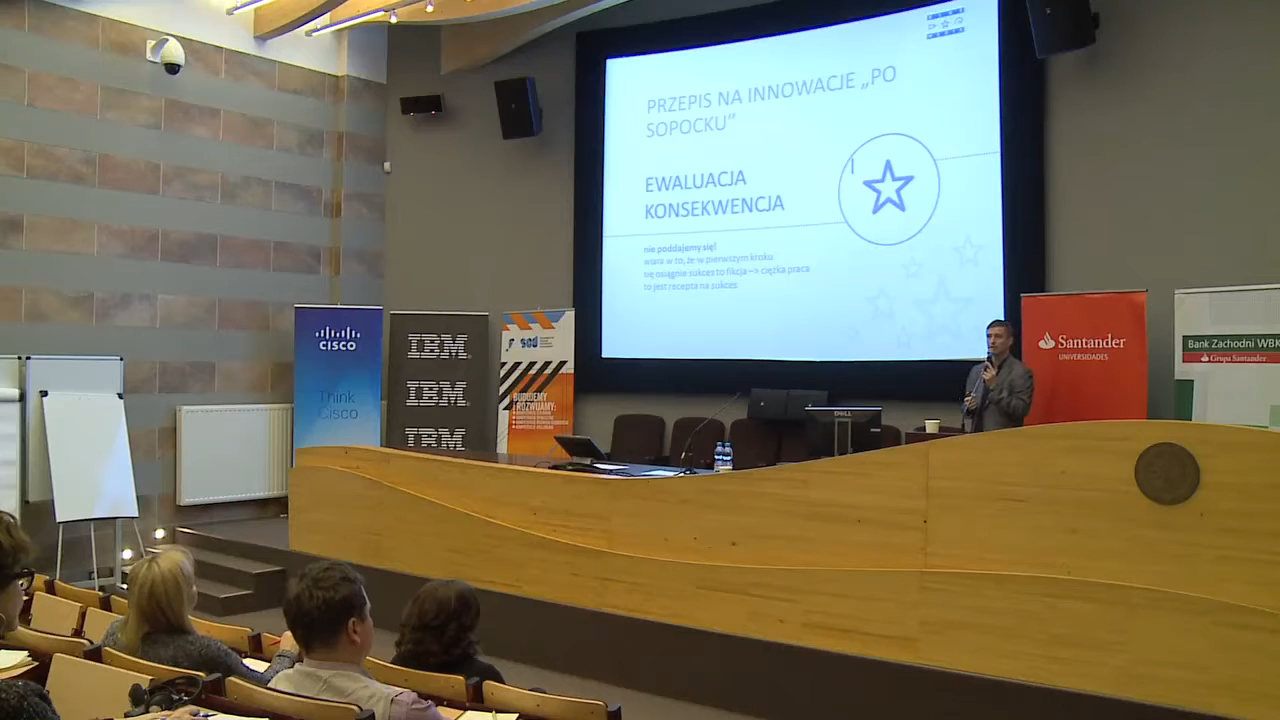 PRZEPIS NA INNOWACJE „PO
SOPOCKU”
EWALUACJA
KONSEKWENCJA
nie poddajemy się!
wiara w to, że w pierwszym kroku
się osiągnie sukces to fikcja –> ciężka praca
to jest recepta na sukces
CISCO
Think
Cisco
IBM
IBM
IBM
BUDUJEMY
I ROZWIJAMY:
DELL
Santander
UNIVERSIDADES
Bank Zachodni WBK
Grupa Santander